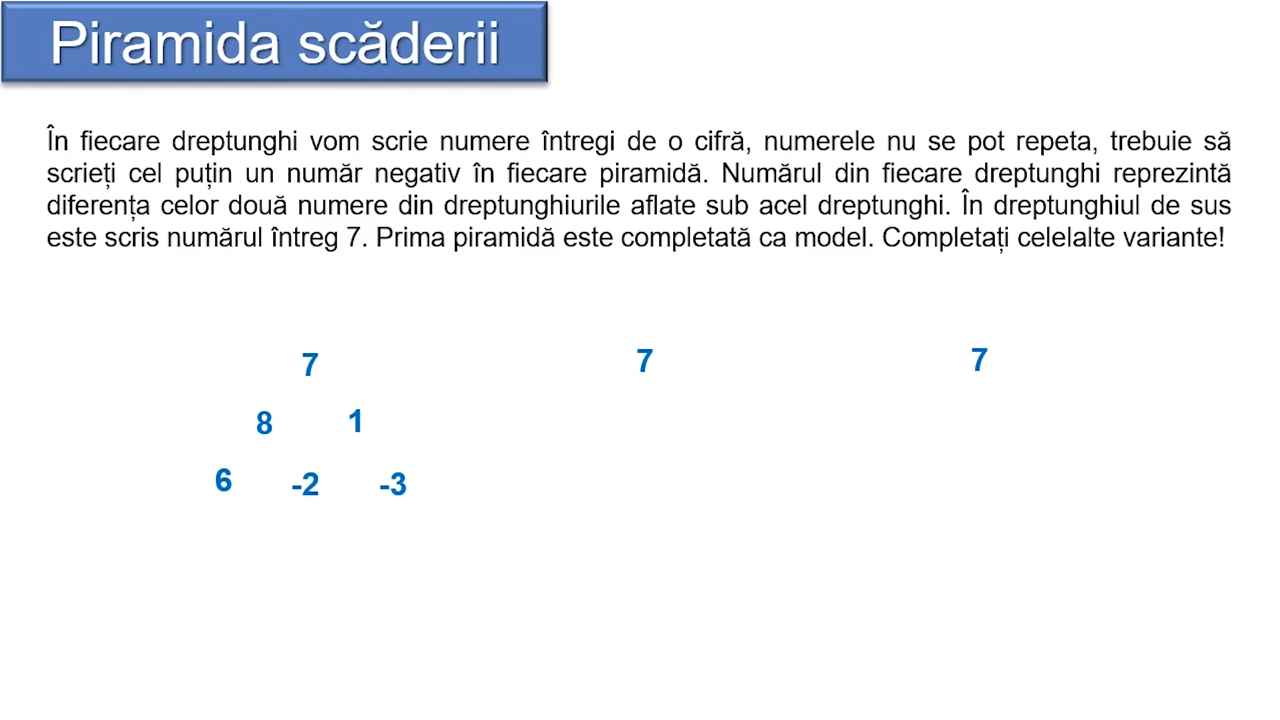 Piramida scăderii
În fiecare dreptunghi vom scrie numere întregi de o cifră, numerele nu se pot repeta, trebuie să
scrieți cel puțin un număr negativ în fiecare piramidă. Numărul din fiecare dreptunghi reprezintă
diferența celor două numere din dreptunghiurile aflate sub acel dreptunghi. În dreptunghiul de sus
este scris numărul întreg 7. Prima piramidă este completată ca model. Completați celelalte variante!
7 7 7
8 1
6 -2 -3